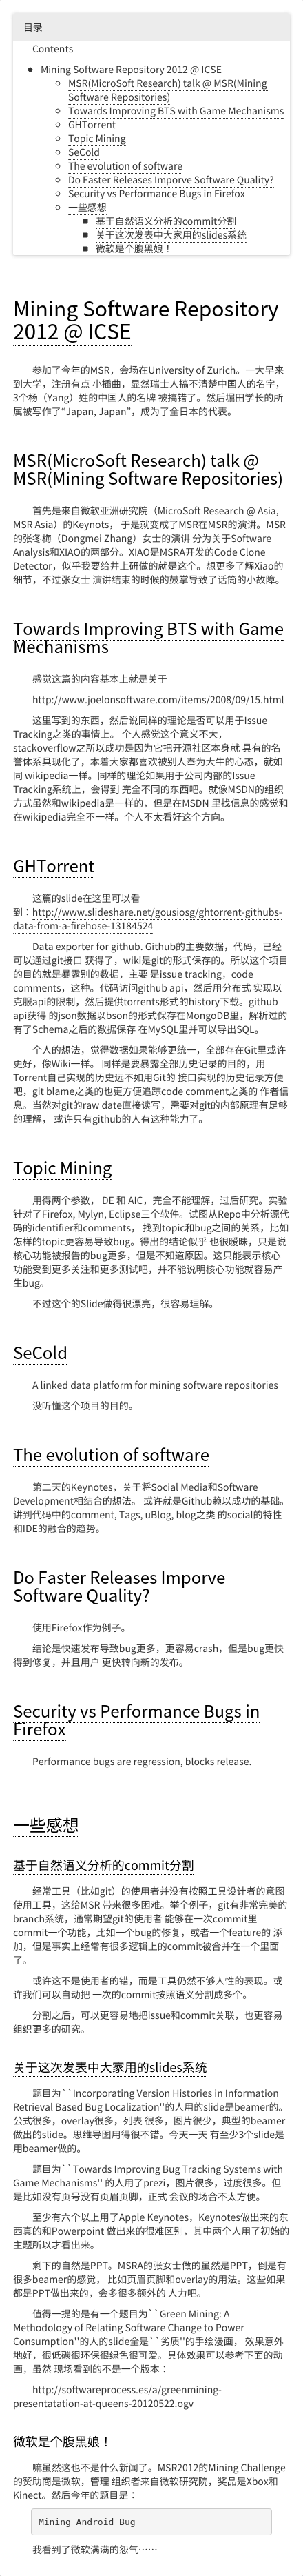 目录
Contents
Mining Software Repository 2012 @ ICSE
MSR(MicroSoft Research) talk @ MSR(Mining
Software Repositories)
Towards Improving BTS with Game Mechanisms
GHTorrent
Topic Mining
SeCold
The evolution of software
Do Faster Releases Imporve Software Quality?
Security vs Performance Bugs in Firefox
一些感想
基于自然语义分析的commit分割
关于这次发表中大家用的slides系统
微软是个腹黑娘！
Mining Software Repository
2012 @ ICSE
参加了今年的MSR，会场在University of Zurich。一大早来
到大学，注册有点 小插曲，显然瑞士人搞不清楚中国人的名字，
3个杨（Yang）姓的中国人的名牌 被搞错了。然后堀田学长的所
属被写作了“Japan, Japan”，成为了全日本的代表。
MSR(MicroSoft Research) talk @
MSR(Mining Software Repositories)
首先是来自微软亚洲研究院（MicroSoft Research @ Asia,
MSR Asia）的Keynots， 于是就变成了MSR在MSR的演讲。MSR
的张冬梅（Dongmei Zhang）女士的演讲 分为关于Software
Analysis和XIAO的两部分。XIAO是MSRA开发的Code Clone
Detector，似乎我要给井上研做的就是这个。想更多了解Xiao的
细节，不过张女士 演讲结束的时候的鼓掌导致了话筒的小故障。
Towards Improving BTS with Game
Mechanisms
感觉这篇的内容基本上就是关于
http://www.joelonsoftware.com/items/2008/09/15.html
这里写到的东西，然后说同样的理论是否可以用于Issue
Tracking之类的事情上。 个人感觉这个意义不大，
stackoverflow之所以成功是因为它把开源社区本身就 具有的名
誉体系具现化了，本着大家都喜欢被别人奉为大牛的心态，就如
同 wikipedia一样。同样的理论如果用于公司内部的Issue
Tracking系统上，会得到 完全不同的东西吧。就像MSDN的组织
方式虽然和wikipedia是一样的，但是在MSDN 里找信息的感觉和
在wikipedia完全不一样。个人不太看好这个方向。
GHTorrent
这篇的slide在这里可以看
到：http://www.slideshare.net/gousiosg/ghtorrent-githubs-
data-from-a-firehose-13184524
Data exporter for github. Github的主要数据，代码，已经
可以通过git接口 获得了，wiki是git的形式保存的。所以这个项目
的目的就是暴露别的数据，主要 是issue tracking，code
comments，这种。代码访问github api，然后用分布式 实现以
克服api的限制，然后提供torrents形式的history下载。github
api获得 的json数据以bson的形式保存在MongoDB里，解析过的
有了Schema之后的数据保存 在MySQL里并可以导出SQL。
个人的想法，觉得数据如果能够更统一，全部存在Git里或许
更好，像Wiki一样。 同样是要暴露全部历史记录的目的，用
Torrent自己实现的历史远不如用Git的 接口实现的历史记录方便
吧，git blame之类的也更方便追踪code comment之类的 作者信
息。当然对git的raw date直接读写，需要对git的内部原理有足够
的理解， 或许只有github的人有这种能力了。
Topic Mining
用得两个参数， DE 和 AIC，完全不能理解，过后研究。实验
针对了Firefox, Mylyn, Eclipse三个软件。试图从Repo中分析源代
码的identifier和comments， 找到topic和bug之间的关系，比如
怎样的topic更容易导致bug。得出的结论似乎 也很暧昧，只是说
核心功能被报告的bug更多，但是不知道原因。这只能表示核心
功能受到更多关注和更多测试吧，并不能说明核心功能就容易产
生bug。
不过这个的Slide做得很漂亮，很容易理解。
SeCold
A linked data platform for mining software repositories
没听懂这个项目的目的。
The evolution of software
第二天的Keynotes，关于将Social Media和Software
Development相结合的想法。 或许就是Github赖以成功的基础。
讲到代码中的comment, Tags, uBlog, blog之类 的social的特性
和IDE的融合的趋势。
Do Faster Releases Imporve
Software Quality?
使用Firefox作为例子。
结论是快速发布导致bug更多，更容易crash，但是bug更快
得到修复，并且用户 更快转向新的发布。
Security vs Performance Bugs in
Firefox
Performance bugs are regression, blocks release.
一些感想
基于自然语义分析的commit分割
经常工具（比如git）的使用者并没有按照工具设计者的意图
使用工具，这给MSR 带来很多困难。举个例子，git有非常完美的
branch系统，通常期望git的使用者 能够在一次commit里
commit一个功能，比如一个bug的修复，或者一个feature的 添
加，但是事实上经常有很多逻辑上的commit被合并在一个里面
了。
或许这不是使用者的错，而是工具仍然不够人性的表现。或
许我们可以自动把 一次的commit按照语义分割成多个。
分割之后，可以更容易地把issue和commit关联，也更容易
组织更多的研究。
关于这次发表中大家用的slides系统
题目为``Incorporating Version Histories in Information
Retrieval Based Bug Localization''的人用的slide是beamer的。
公式很多，overlay很多，列表 很多，图片很少，典型的beamer
做出的slide。思维导图用得很不错。今天一天 有至少3个slide是
用beamer做的。
题目为``Towards Improving Bug Tracking Systems with
Game Mechanisms'' 的人用了prezi，图片很多，过度很多。但
是比如没有页号没有页眉页脚，正式 会议的场合不太方便。
至少有六个以上用了Apple Keynotes，Keynotes做出来的东
西真的和Powerpoint 做出来的很难区别，其中两个人用了初始的
主题所以才看出来。
剩下的自然是PPT。MSRA的张女士做的虽然是PPT，倒是有
很多beamer的感觉， 比如页眉页脚和overlay的用法。这些如果
都是PPT做出来的，会多很多额外的 人力吧。
值得一提的是有一个题目为``Green Mining: A
Methodology of Relating Software Change to Power
Consumption''的人的slide全是``劣质''的手绘漫画， 效果意外
地好，很低碳很环保很绿色很可爱。具体效果可以参考下面的动
画，虽然 现场看到的不是一个版本：
http://softwareprocess.es/a/greenmining-
presentatation-at-queens-20120522.ogv
微软是个腹黑娘！
嘛虽然这也不是什么新闻了。MSR2012的Mining Challenge
的赞助商是微软，管理 组织者来自微软研究院，奖品是Xbox和
Kinect。然后今年的题目是：
Mining Android Bug
我看到了微软满满的怨气……